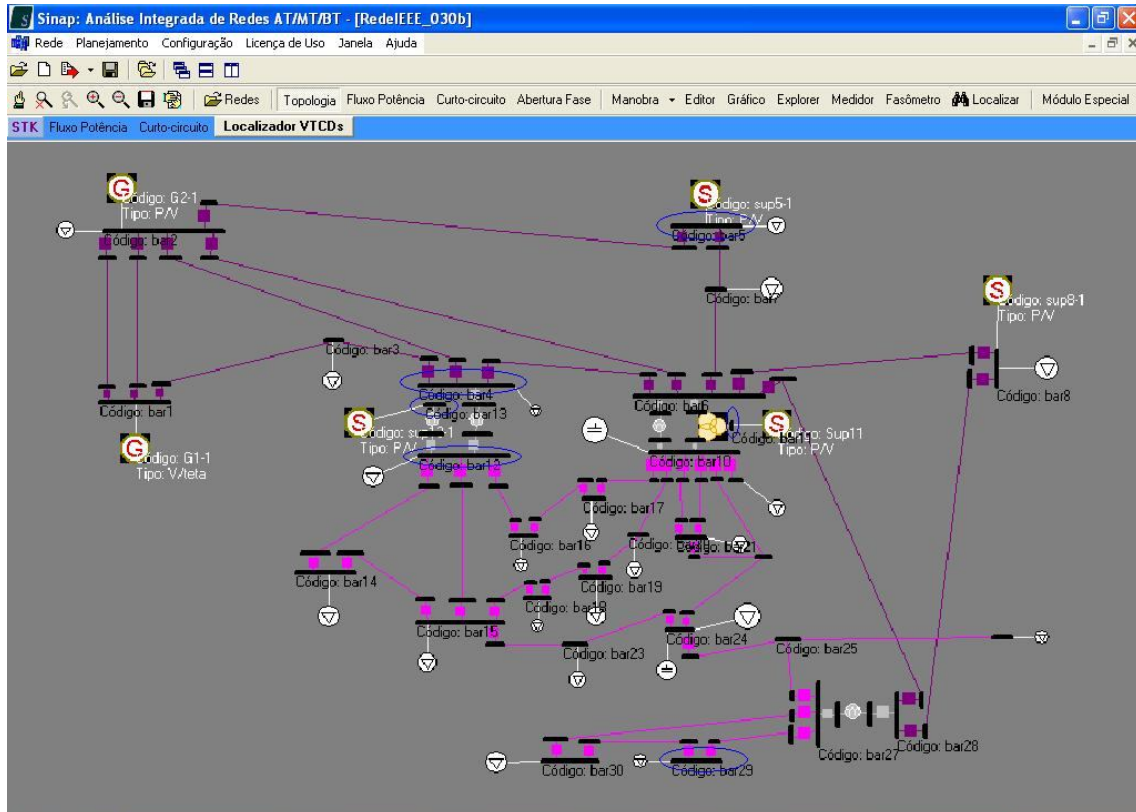 Sinap: Análise Integrada de Redes AT/MT/BT - [RedeIEEE_030b]
Rede Planejamento Configuração Licença de Uso Janela Ajuda
Redes Topologia Fluxo Potência Curto-circuito Abertura Fase Manobra Editor Gráfico Explorer Medidor Fasômetro Localizar Módulo Especial
STK Fluxo Potência Curto-circuito Localizador VTCDs
G
Código: G2-1
Tipo: P/V
Código: bar2
S
Código: sup5-1
Tipo: P/V
Código: bar5
Código: bar7
S
Código: sup8-1
Tipo: P/V
Código: bar8
Código: bar3
Código: bar4
Código: bar6
Código: bar1
G
Código: G1-1
Tipo: V/teta
Código: bar13
S
Tipo: P/V
Código: bar12
S
Código: Sup11
Tipo: P/V
Código: bar10
Código: bar17
Código: bar16
Código:
bar21
Código: bar14
Código: bar19
Código:
Código: bar15
Código: bar23
Código: bar24
Código: bar25
Código: bar27
Código: bar28
Código: bar30
Código: bar29